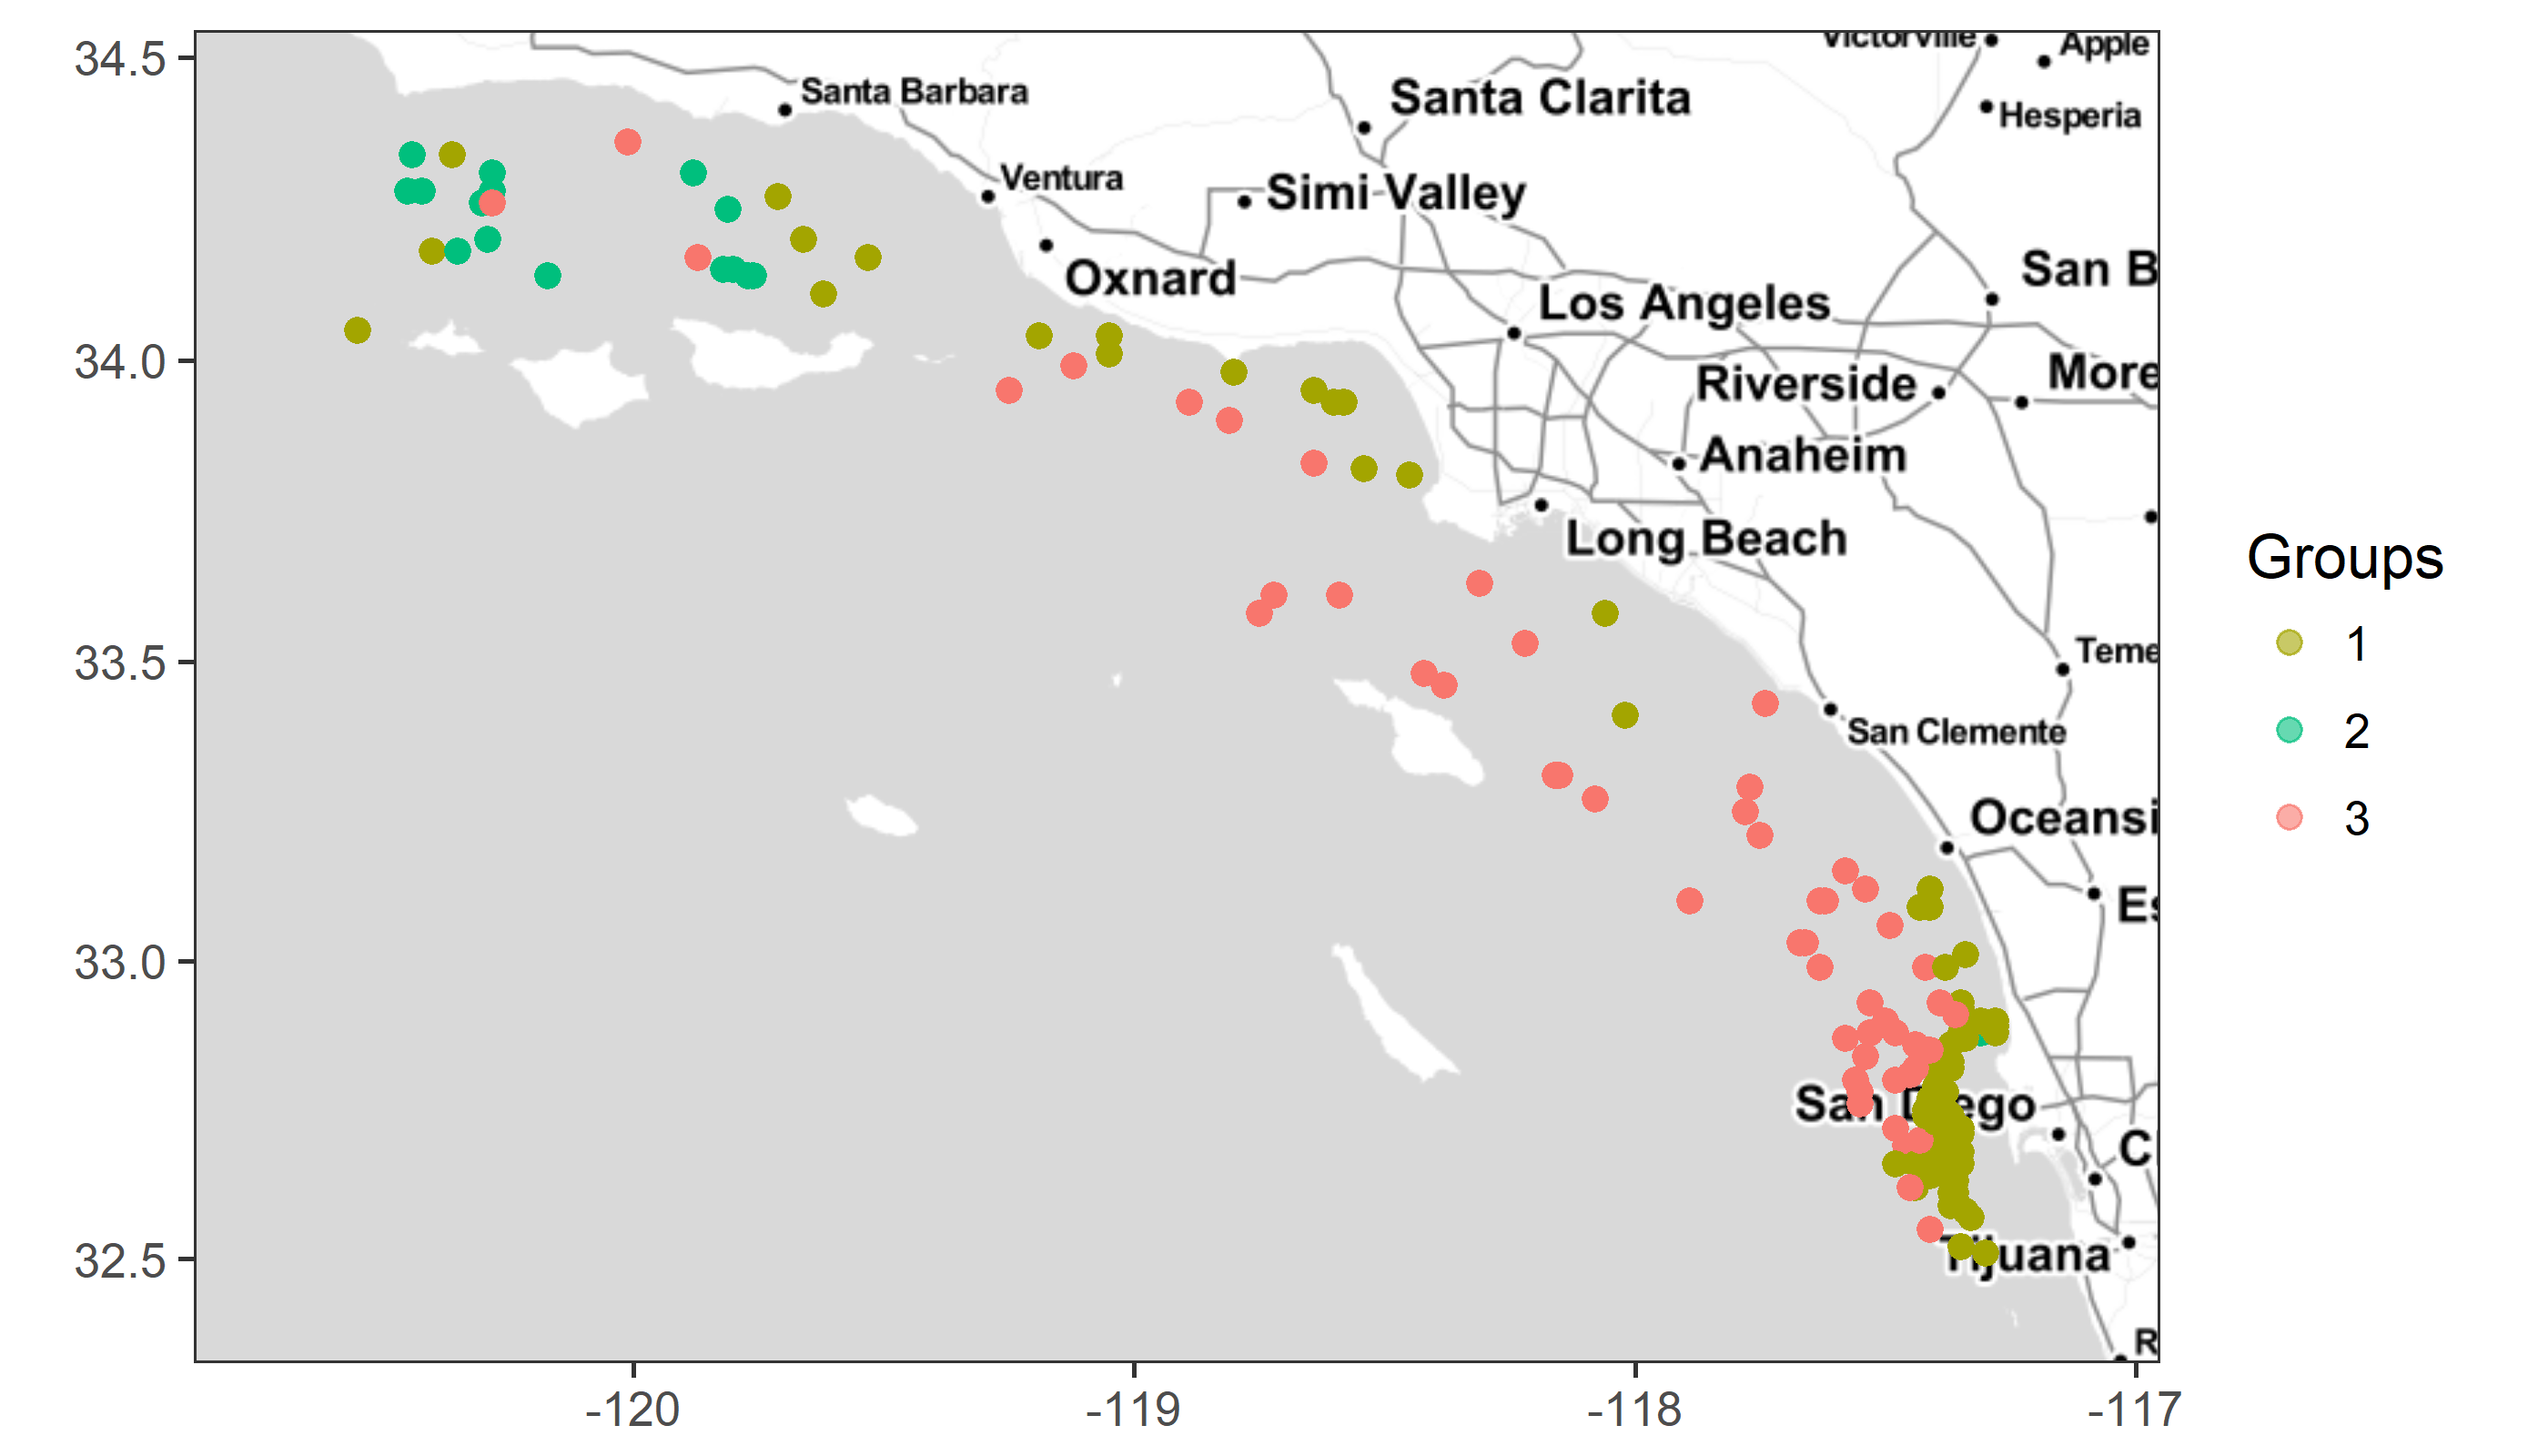 34.5
34.0
33.5
33.0
32.5
-120
-119
-118
-117
Victorville
Apple
Hesperia
Santa Barbara
Santa Clarita
Ventura
Simi Valley
Oxnard
San B
Los Angeles
More
Riverside
Anaheim
Long Beach
Teme
San Clemente
Oceansi
Es
San Diego
C
Tijuana
R
Groups
1
2
3